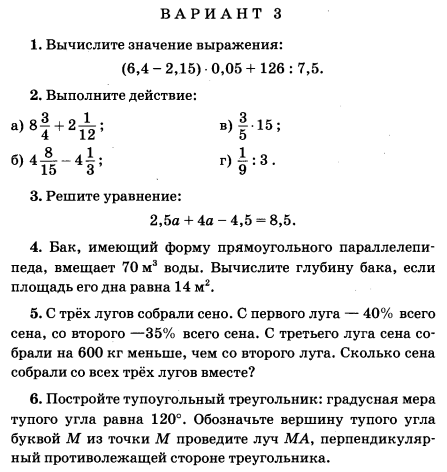 ВАРИАНТ 3
1. Вычислите значение выражения:
(6,4 – 2,15) · 0,05 + 126 : 7,5.
2. Выполните действие:
а) 8 3/4 + 2 1/12 ; в) 3/5 · 15 ;
б) 4 8/15 – 4 1/3 ; г) 1/9 : 3 .
3. Решите уравнение:
2,5a + 4a – 4,5 = 8,5.
4. Бак, имеющий форму прямоугольного параллелепи-
педа, вмещает 70 м³ воды. Вычислите глубину бака, если
площадь его дна равна 14 м².
5. С трёх лугов собрали сено. С первого луга — 40% всего
сена, со второго —35% всего сена. С третьего луга сена со-
брали на 600 кг меньше, чем со второго луга. Сколько сена
собрали со всех трёх лугов вместе?
6. Постройте тупоугольный треугольник: градусная мера
тупого угла равна 120°. Обозначьте вершину тупого угла
буквой M из точки M проведите луч MA, перпендикуляр-
ный противолежащей стороне треугольника.